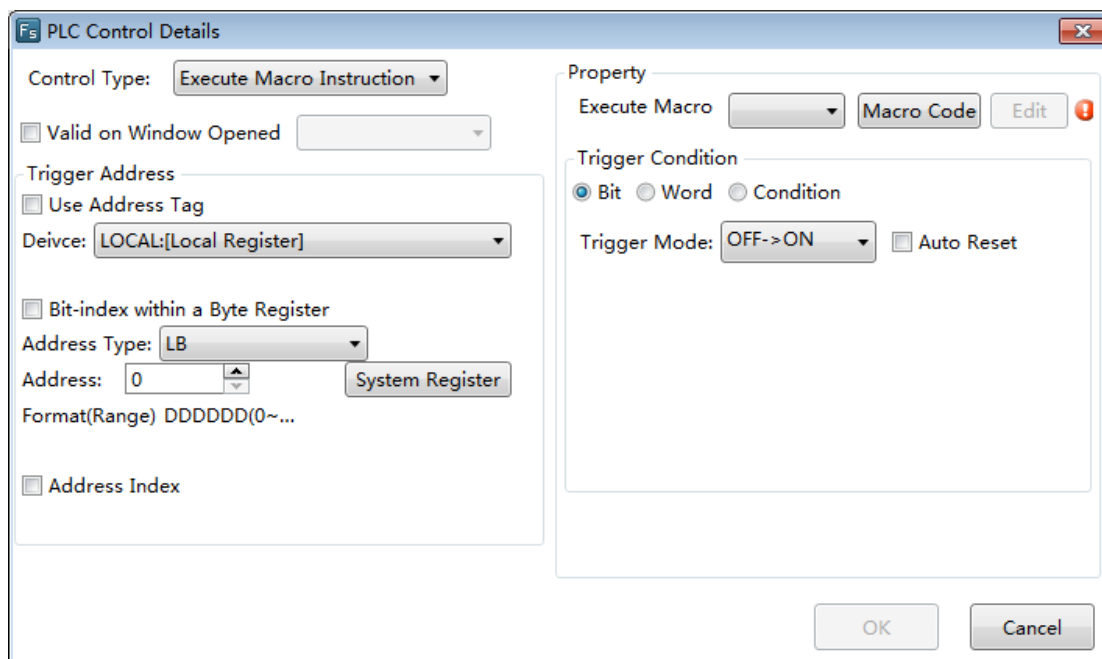 Fs PLC Control Details
Control Type: Execute Macro Instruction
Valid on Window Opened
Trigger Address
Use Address Tag
Deivce: LOCAL:[Local Register]
Bit-index within a Byte Register
Address Type: LB
Address: 0 System Register
Format(Range) DDDDDD(0~...
Address Index
Property
Execute Macro Macro Code Edit
Trigger Condition
Bit Word Condition
Trigger Mode: OFF->ON Auto Reset
OK Cancel